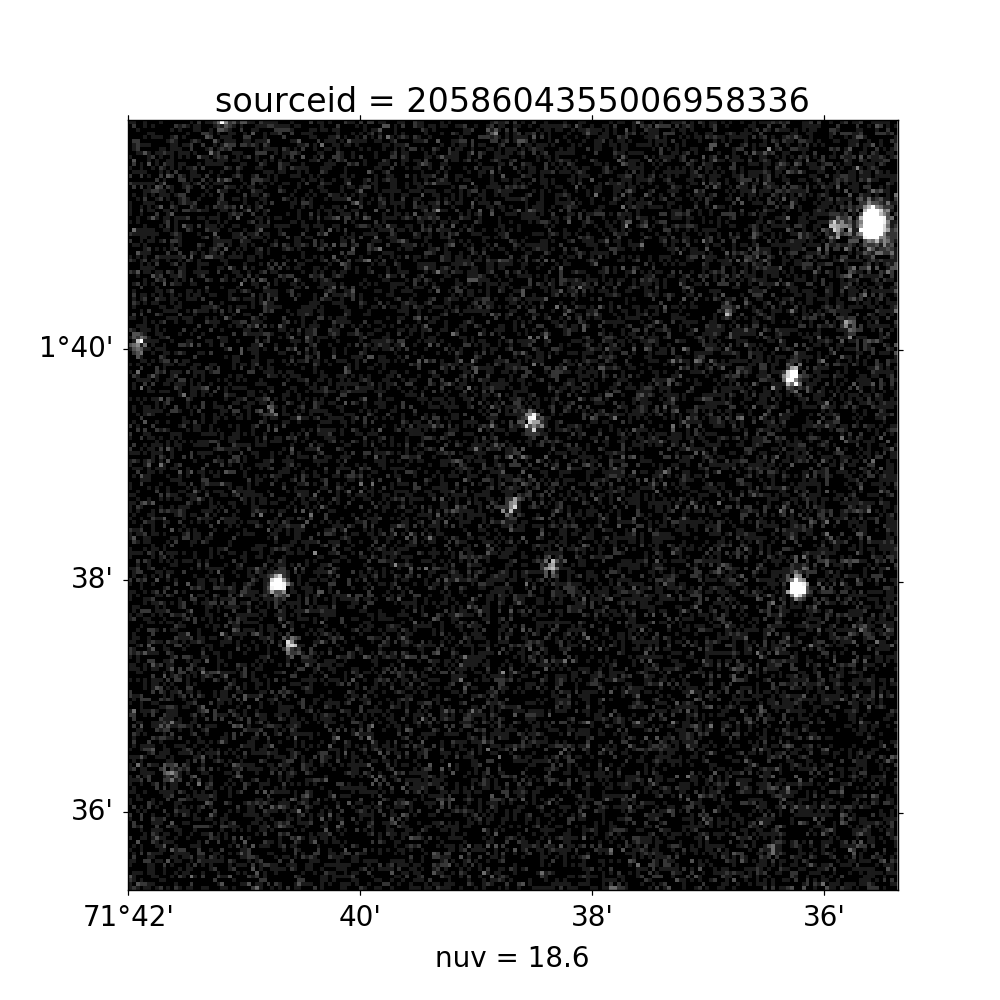 sourceid = 2058604355006958336
1°40'
38'
36'
71°42' 40' 38' 36'
nuv = 18.6